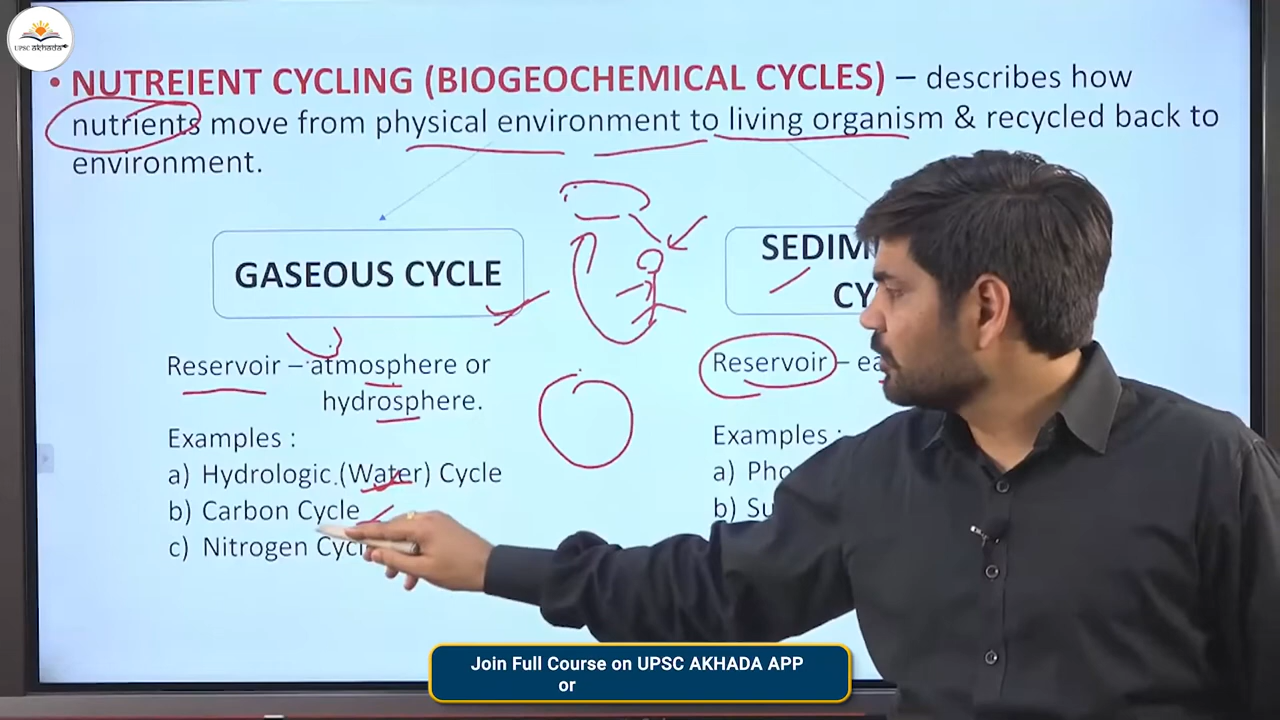 UPSC akhada
• NUTREIENT CYCLING (BIOGEOCHEMICAL CYCLES) – describes how
nutrients move from physical environment to living organism & recycled back to
environment.
GASEOUS CYCLE
Reservoir – atmosphere or
hydrosphere.
Examples :
a) Hydrologic (Water) Cycle
b) Carbon Cycle
c) Nitrogen Cycl
SEDIM
CY
Reservoir – ea
Examples :
a) Pho
b) Su
Join Full Course on UPSC AKHADA APP
or